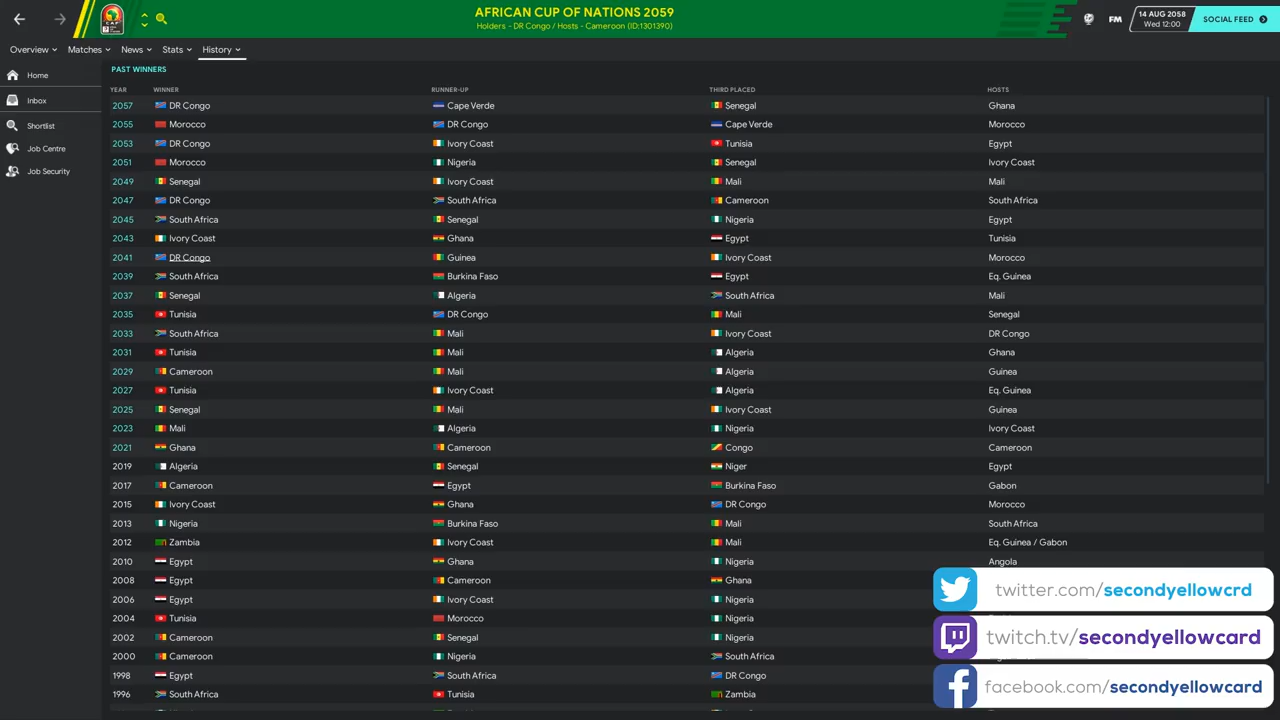 AFRICAN CUP OF NATIONS 2059
Holders - DR Congo / Hosts - Cameroon (ID:1301390)
FM
14 AUG 2058
Wed 12:00
SOCIAL FEED
Overview
Matches
News
Stats
History
Home
Inbox
Shortlist
Job Centre
Job Security
PAST WINNERS
YEAR WINNER RUNNER-UP THIRD PLACED HOSTS
2057 DR Congo Cape Verde Senegal Ghana
2055 Morocco DR Congo Cape Verde Morocco
2053 DR Congo Ivory Coast Tunisia Egypt
2051 Morocco Nigeria Senegal Ivory Coast
2049 Senegal Ivory Coast Mali Mali
2047 DR Congo South Africa Cameroon South Africa
2045 South Africa Senegal Nigeria Egypt
2043 Ivory Coast Ghana Egypt Tunisia
2041 DR Congo Guinea Ivory Coast Morocco
2039 South Africa Burkina Faso Egypt Eq. Guinea
2037 Senegal Algeria South Africa Mali
2035 Tunisia DR Congo Mali Senegal
2033 South Africa Mali Ivory Coast DR Congo
2031 Tunisia Mali Algeria Ghana
2029 Cameroon Mali Algeria Guinea
2027 Tunisia Ivory Coast Algeria Eq. Guinea
2025 Senegal Mali Ivory Coast Guinea
2023 Mali Algeria Nigeria Ivory Coast
2021 Ghana Cameroon Congo Cameroon
2019 Algeria Senegal Niger Egypt
2017 Cameroon Egypt Burkina Faso Gabon
2015 Ivory Coast Ghana DR Congo Morocco
2013 Nigeria Burkina Faso Mali South Africa
2012 Zambia Ivory Coast Mali Eq. Guinea / Gabon
2010 Egypt Ghana Nigeria Angola
2008 Egypt Cameroon Ghana
2006 Egypt Ivory Coast Nigeria
2004 Tunisia Morocco Nigeria
2002 Cameroon Senegal Nigeria
2000 Cameroon Nigeria South Africa
1998 Egypt South Africa DR Congo
1996 South Africa Tunisia Zambia
twitter.com/secondyellowcrd
twitch.tv/secondyellowcard
facebook.com/secondyellowcard